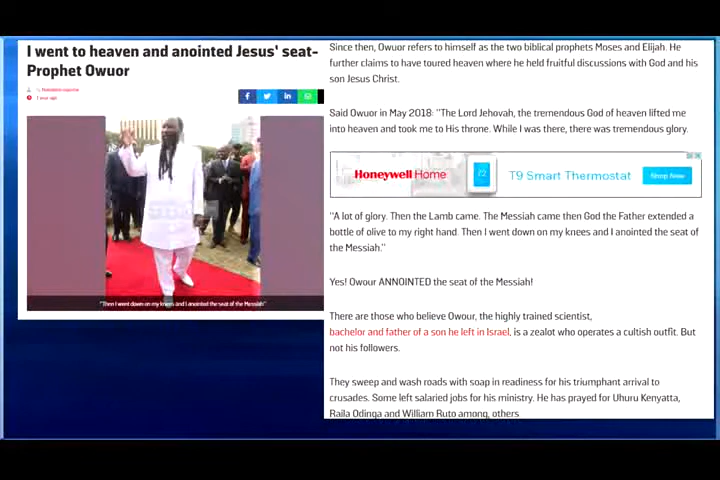 I went to heaven and anointed Jesus' seat-
Prophet Owuor
1 year ago
"Then I went down on my knees and I anointed the seat of the Messiah"
Since then, Owuor refers to himself as the two biblical prophets Moses and Elijah. He
further claims to have toured heaven where he held fruitful discussions with God and his
son Jesus Christ.
Said Owuor in May 2018: "The Lord Jehovah, the tremendous God of heaven lifted me
into heaven and took me to His throne. While I was there, there was tremendous glory.
Honeywell Home
72
T9 Smart Thermostat
Shop Now
"A lot of glory. Then the Lamb came. The Messiah came then God the Father extended a
bottle of olive to my right hand. Then I went down on my knees and I anointed the seat of
the Messiah."
Yes! Owour ANNOINTED the seat of the Messiah!
There are those who believe Owour, the highly trained scientist,
bachelor and father of a son he left in Israel, is a zealot who operates a cultish outfit. But
not his followers.
They sweep and wash roads with soap in readiness for his triumphant arrival to
crusades. Some left salaried jobs for his ministry. He has prayed for Uhuru Kenyatta,
Raila Odinga and William Ruto among, others